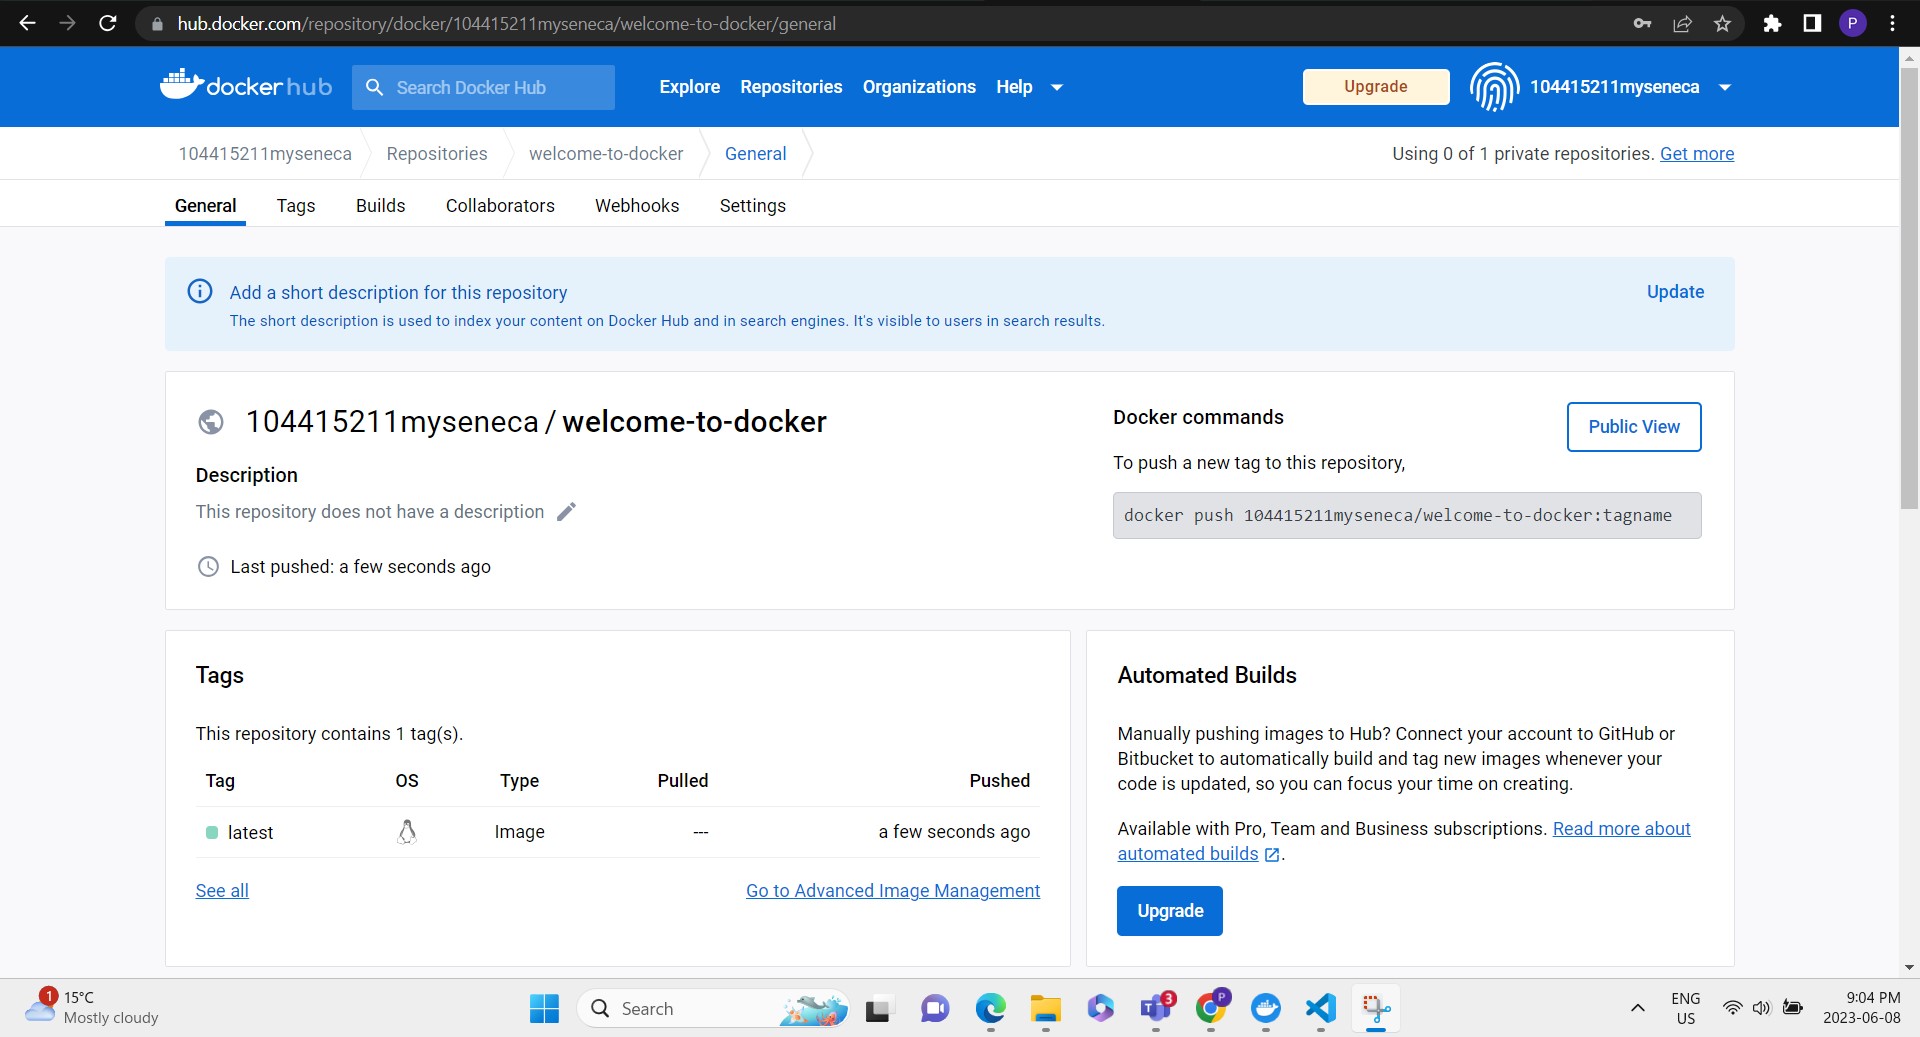 hub.docker.com/repository/docker/104415211myseneca/welcome-to-docker/general
P
docker hub
Search Docker Hub
Explore
Repositories
Organizations
Help
Upgrade
104415211myseneca
104415211myseneca
Repositories
welcome-to-docker
General
Using 0 of 1 private repositories. Get more
General
Tags
Builds
Collaborators
Webhooks
Settings
Add a short description for this repository
Update
The short description is used to index your content on Docker Hub and in search engines. It's visible to users in search results.
104415211myseneca / welcome-to-docker
Description
This repository does not have a description
Last pushed: a few seconds ago
Docker commands
Public View
To push a new tag to this repository,
docker push 104415211myseneca/welcome-to-docker:tagname
Tags
This repository contains 1 tag(s).
Tag OS Type Pulled Pushed
latest Image --- a few seconds ago
See all
Go to Advanced Image Management
Automated Builds
Manually pushing images to Hub? Connect your account to GitHub or
Bitbucket to automatically build and tag new images whenever your
code is updated, so you can focus your time on creating.
Available with Pro, Team and Business subscriptions. Read more about
automated builds.
Upgrade
1
15°C
Mostly cloudy
Search
T
3
P
ENG
US
9:04 PM
2023-06-08